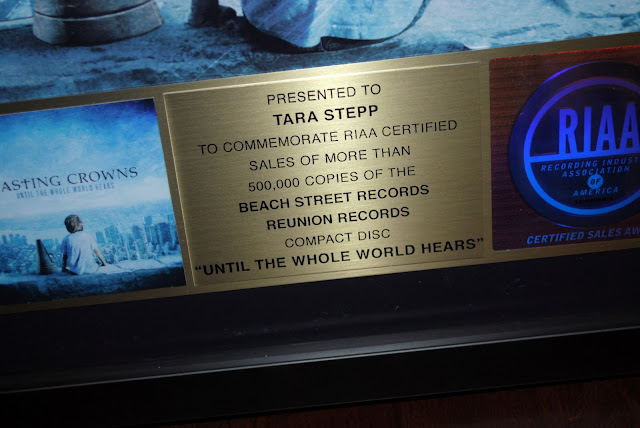 ASTING CROWNS
UNTIL THE WHOLE WORLD HEARS
PRESENTED TO
TARA STEPP
TO COMMEMORATE RIAA CERTIFIED
SALES OF MORE THAN
500,000 COPIES OF THE
BEACH STREET RECORDS
REUNION RECORDS
COMPACT DISC
“UNTIL THE WHOLE WORLD HEARS”
RIAA
RECORDING INDUST
ASSOCIATION
OF
AMERICA
CERTIFIED SALES AW